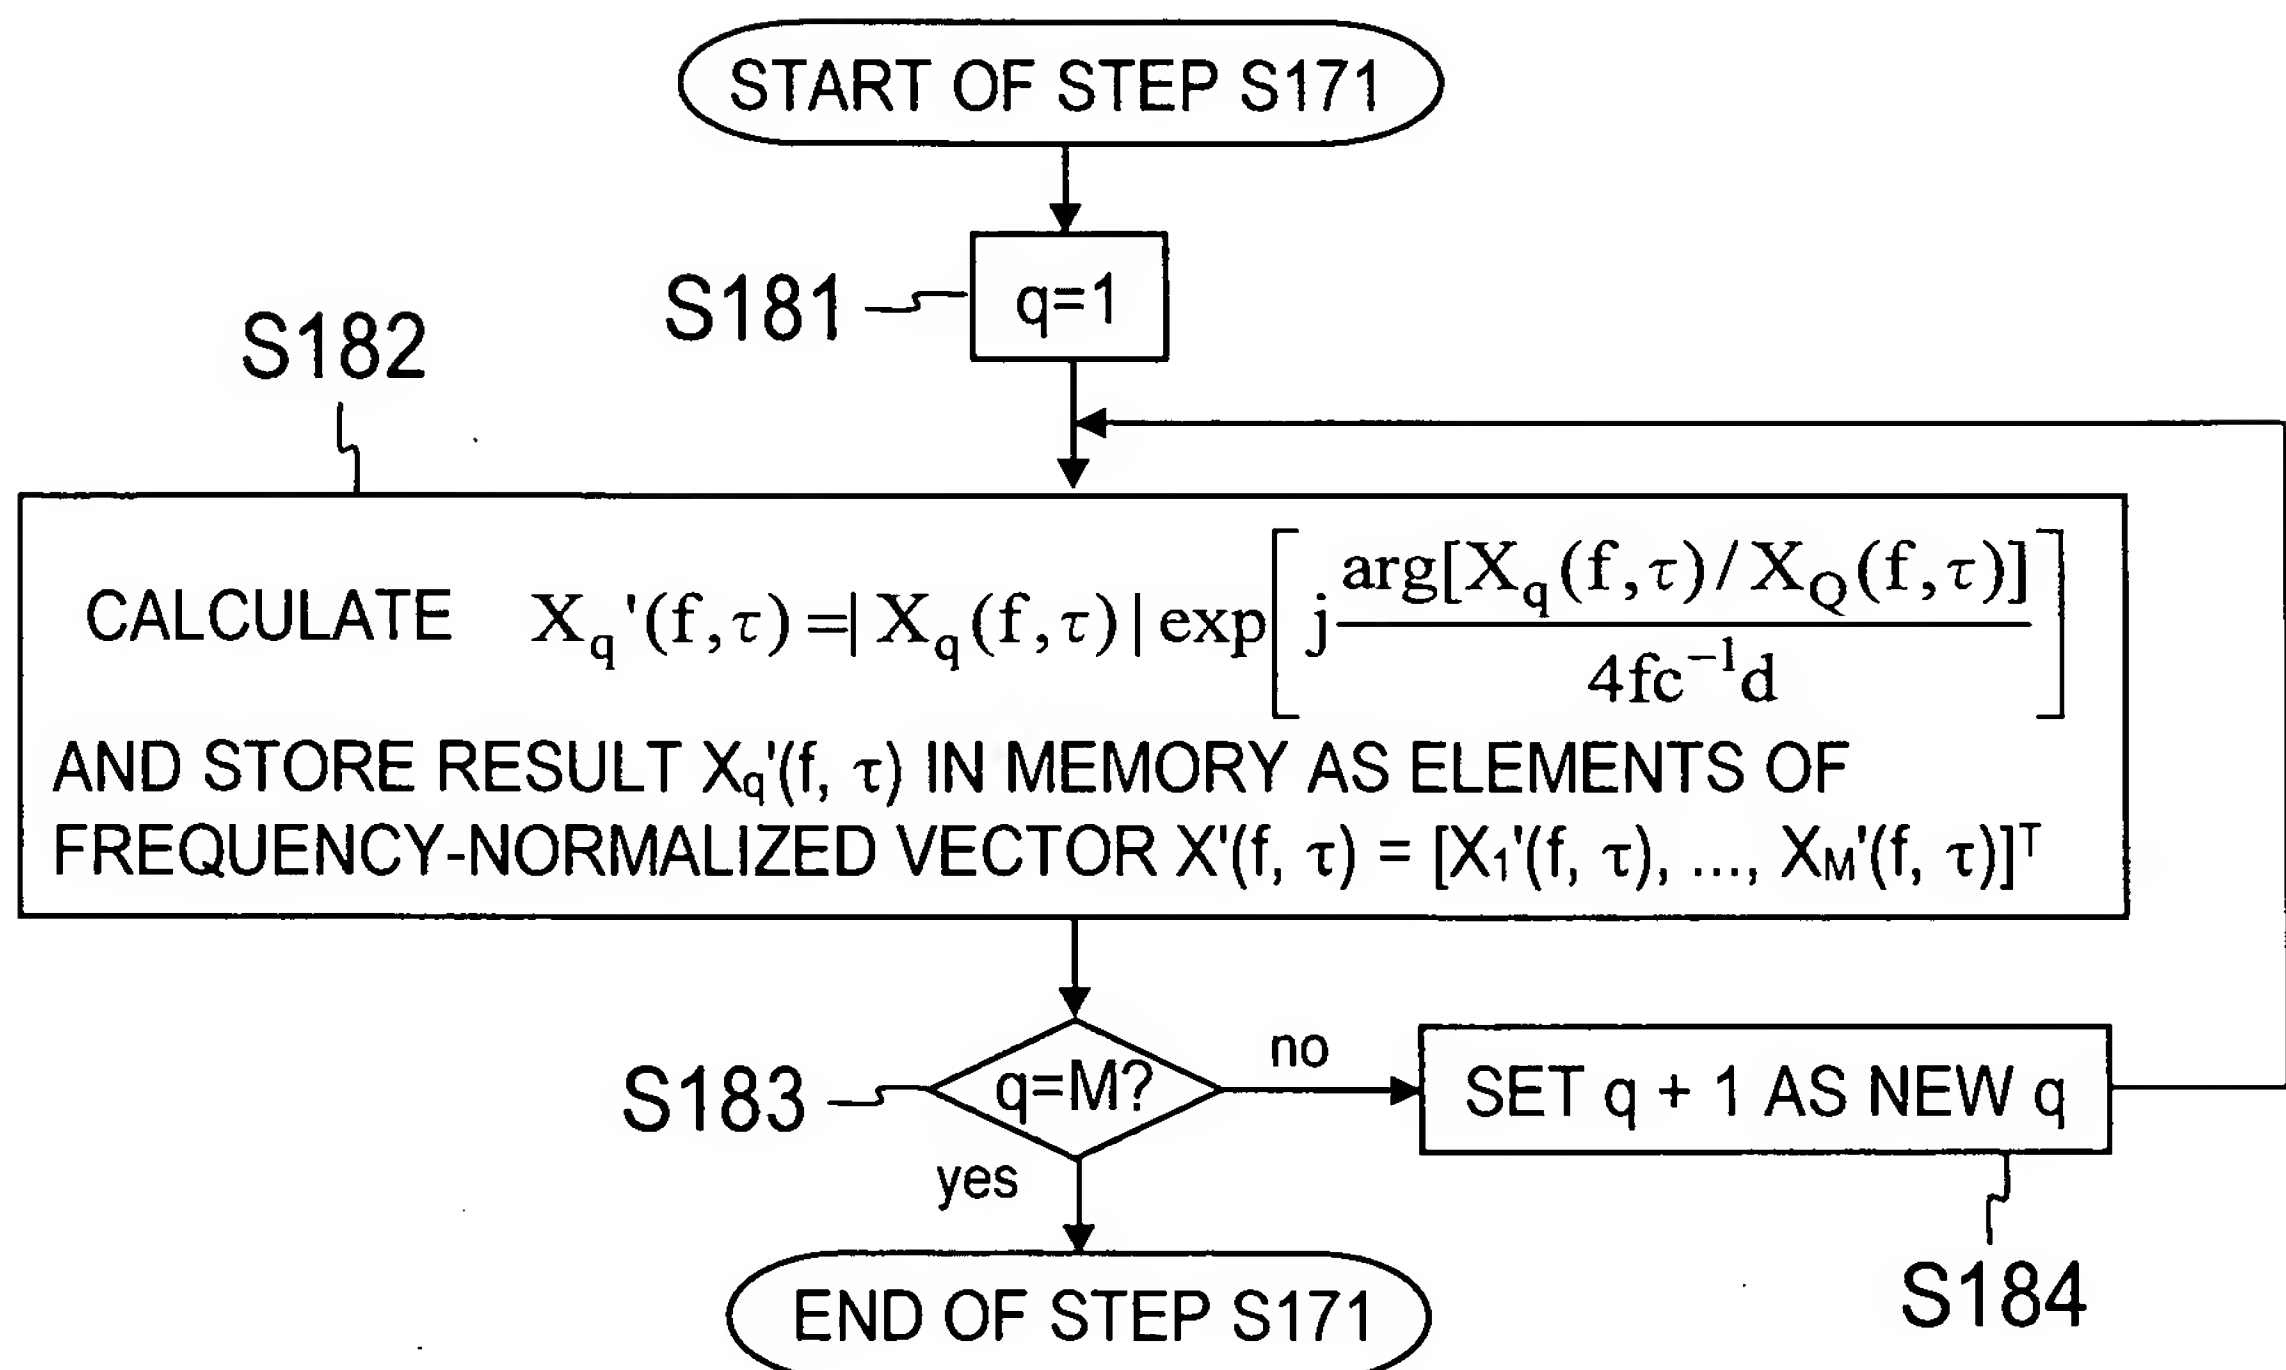 START OF STEP S171
S181
q=1
S182
CALCULATE X_q'(f,τ)=|X_q(f,τ)|exp[j arg[X_q(f,τ)/X_Q(f,τ)] / 4fc⁻¹d]
AND STORE RESULT X_q'(f, τ) IN MEMORY AS ELEMENTS OF
FREQUENCY-NORMALIZED VECTOR X'(f, τ) = [X₁'(f, τ), ..., X_M'(f, τ)]ᵀ
S183
q=M?
no
SET q + 1 AS NEW q
yes
S184
END OF STEP S171